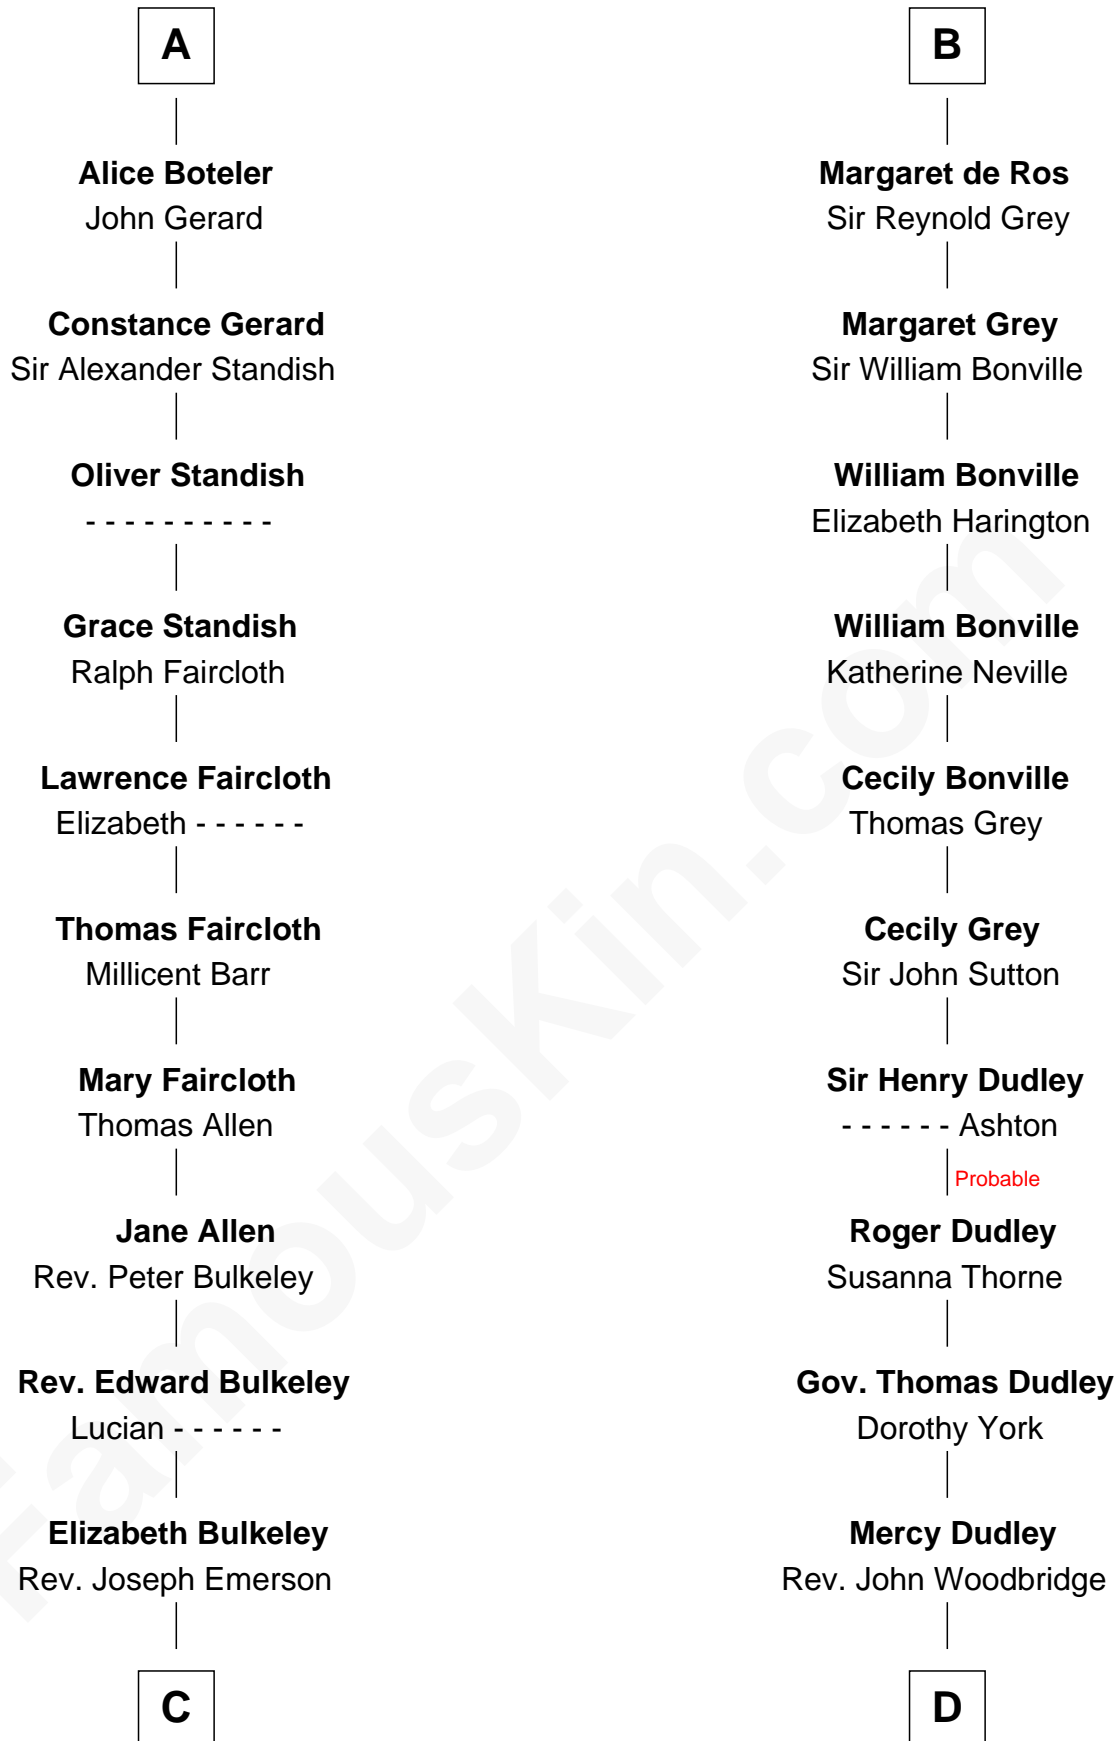 A
Alice Boteler
John Gerard
Constance Gerard
Sir Alexander Standish
Oliver Standish
- - - - - - - - - -
Grace Standish
Ralph Faircloth
Lawrence Faircloth
Elizabeth - - - - - -
Thomas Faircloth
Millicent Barr
Mary Faircloth
Thomas Allen
Jane Allen
Rev. Peter Bulkeley
Rev. Edward Bulkeley
Lucian - - - - - -
Elizabeth Bulkeley
Rev. Joseph Emerson
C
B
Margaret de Ros
Sir Reynold Grey
Margaret Grey
Sir William Bonville
William Bonville
Elizabeth Harington
William Bonville
Katherine Neville
Cecily Bonville
Thomas Grey
Cecily Grey
Sir John Sutton
Sir Henry Dudley
- - - - - - Ashton
Probable
Roger Dudley
Susanna Thorne
Gov. Thomas Dudley
Dorothy York
Mercy Dudley
Rev. John Woodbridge
D
FamousKin.com